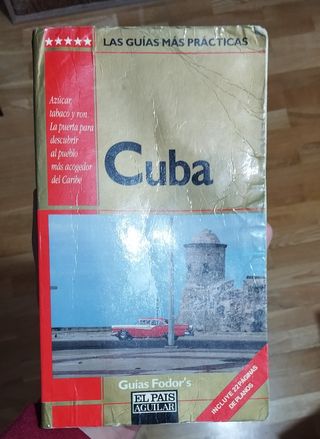 ★★★★★ LAS GUÍAS MÁS PRÁCTICAS
Azúcar,
tabaco y ron.
La puerta para
descubrir
al pueblo
más acogedor
del Caribe
Cuba
Guías Fodor's
EL PAIS
AGUILAR
INCLUYE 22 PÁGINAS
DE PLANOS